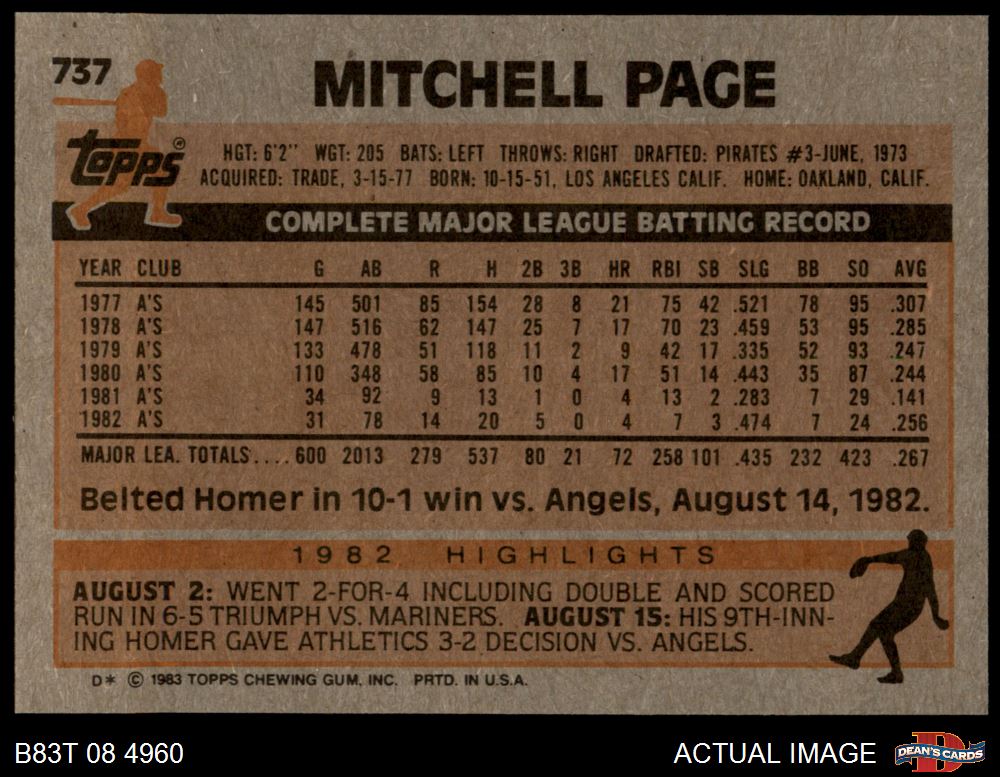 737
MITCHELL PAGE
Topps®
HGT: 6'2" WGT: 205 BATS: LEFT THROWS: RIGHT DRAFTED: PIRATES #3-JUNE, 1973
ACQUIRED: TRADE, 3-15-77 BORN: 10-15-51, LOS ANGELES CALIF. HOME: OAKLAND, CALIF.
COMPLETE MAJOR LEAGUE BATTING RECORD
YEAR CLUB G AB R H 2B 3B HR RBI SB SLG BB SO AVG
1977 A'S 145 501 85 154 28 8 21 75 42 .521 78 95 .307
1978 A'S 147 516 62 147 25 7 17 70 23 .459 53 95 .285
1979 A'S 133 478 51 118 11 2 9 42 17 .335 52 93 .247
1980 A'S 110 348 58 85 10 4 17 51 14 .443 35 87 .244
1981 A'S 34 92 9 13 1 0 4 13 2 .283 7 29 .141
1982 A'S 31 78 14 20 5 0 4 7 3 .474 7 24 .256
MAJOR LEA. TOTALS.... 600 2013 279 537 80 21 72 258 101 .435 232 423 .267
Belted Homer in 10-1 win vs. Angels, August 14, 1982.
1982 HIGHLIGHTS
AUGUST 2: WENT 2-FOR-4 INCLUDING DOUBLE AND SCORED
RUN IN 6-5 TRIUMPH VS. MARINERS. AUGUST 15: HIS 9TH-INN-
ING HOMER GAVE ATHLETICS 3-2 DECISION VS. ANGELS.
D* © 1983 TOPPS CHEWING GUM, INC. PRTD. IN U.S.A.
B83T 08 4960
ACTUAL IMAGE
D
DEAN'S CARDS